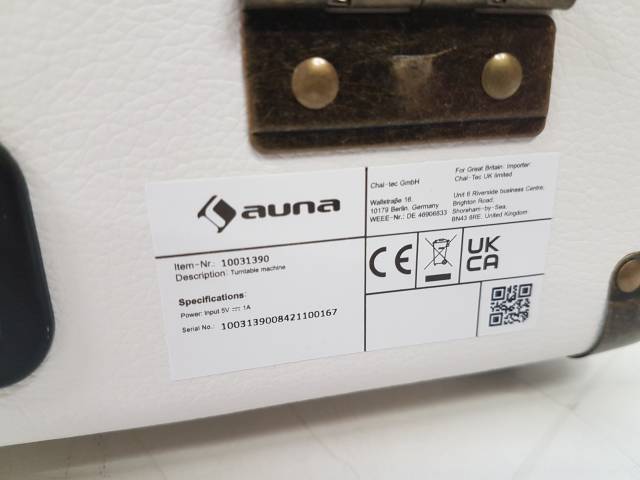 auna
Item-Nr.: 10031390
Description: Turntable machine
Specifications:
Power: Input 5V ⎓ 1A
Serial No.: 1003139008421100167
Chal-tec GmbH
Wallstraße 16
10179 Berlin, Germany
WEEE-Nr.: DE 46906833
For Great Britain: Importer:
Chal-Tec UK limited
Unit 6 Riverside business Centre,
Brighton Road,
Shoreham-by-Sea,
BN43 6RE, United Kingdom
CE
UK
CA